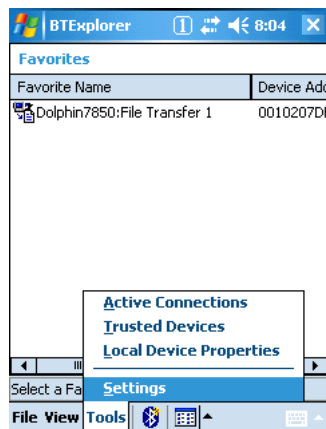 BTExplorer 1 8:04
Favorites
Favorite Name Device Add
Dolphin7850:File Transfer 1 0010207D
Active Connections
Trusted Devices
Local Device Properties
Select a Fa Settings
File View Tools